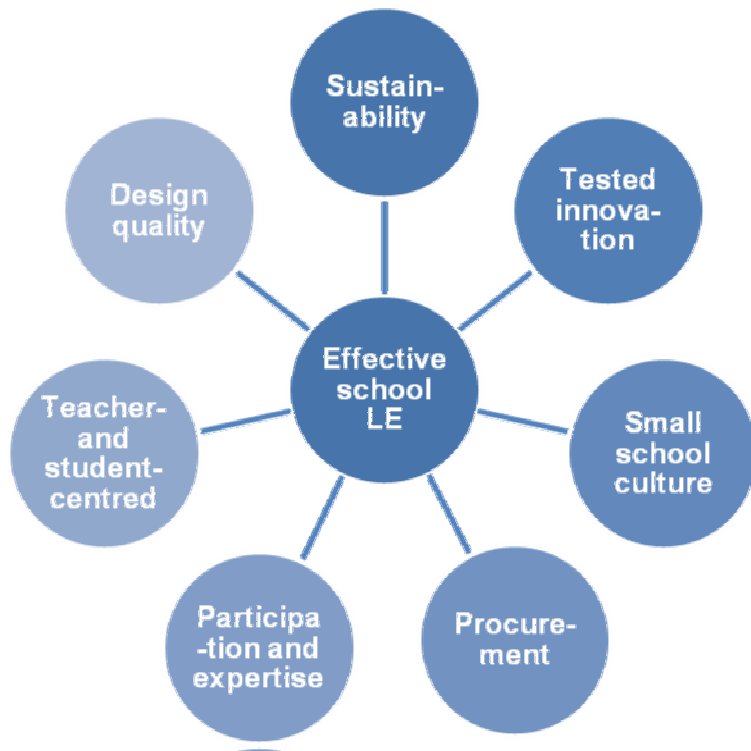 Sustain-
ability
Tested
innova-
tion
Small
school
culture
Procure-
ment
Participa
-tion and
expertise
Teacher-
and
student-
centred
Design
quality
Effective
school
LE